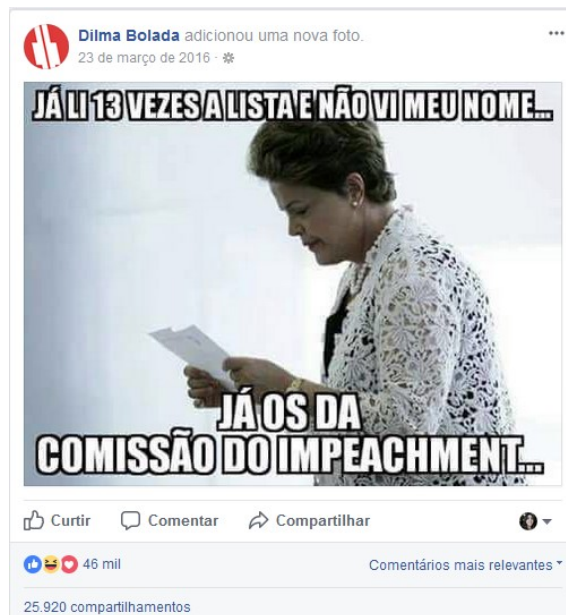 Dilma Bolada adicionou uma nova foto.
23 de março de 2016 ·
JÁ LI 13 VEZES A LISTA E NÃO VI MEU NOME...
JÁ OS DA
COMISSÃO DO IMPEACHMENT...
Curtir Comentar Compartilhar
46 mil Comentários mais relevantes
25.920 compartilhamentos